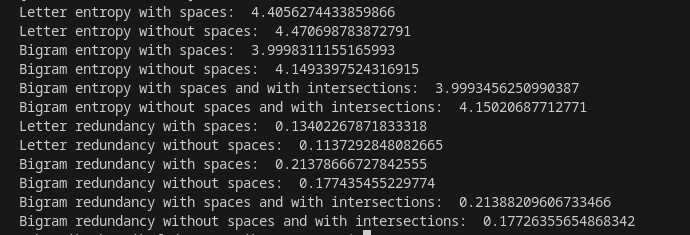 Letter entropy with spaces:  4.4056274433859866
Letter entropy without spaces:  4.470698783872791
Bigram entropy with spaces:  3.9998311155165993
Bigram entropy without spaces:  4.1493397524316915
Bigram entropy with spaces and with intersections:  3.9993456250990387
Bigram entropy without spaces and with intersections:  4.15020687712771
Letter redundancy with spaces:  0.13402267871833318
Letter redundancy without spaces:  0.1137292848082665
Bigram redundancy with spaces:  0.21378666727842555
Bigram redundancy without spaces:  0.177435455229774
Bigram redundancy with spaces and with intersections:  0.21388209606733466
Bigram redundancy without spaces and with intersections:  0.17726355654868342